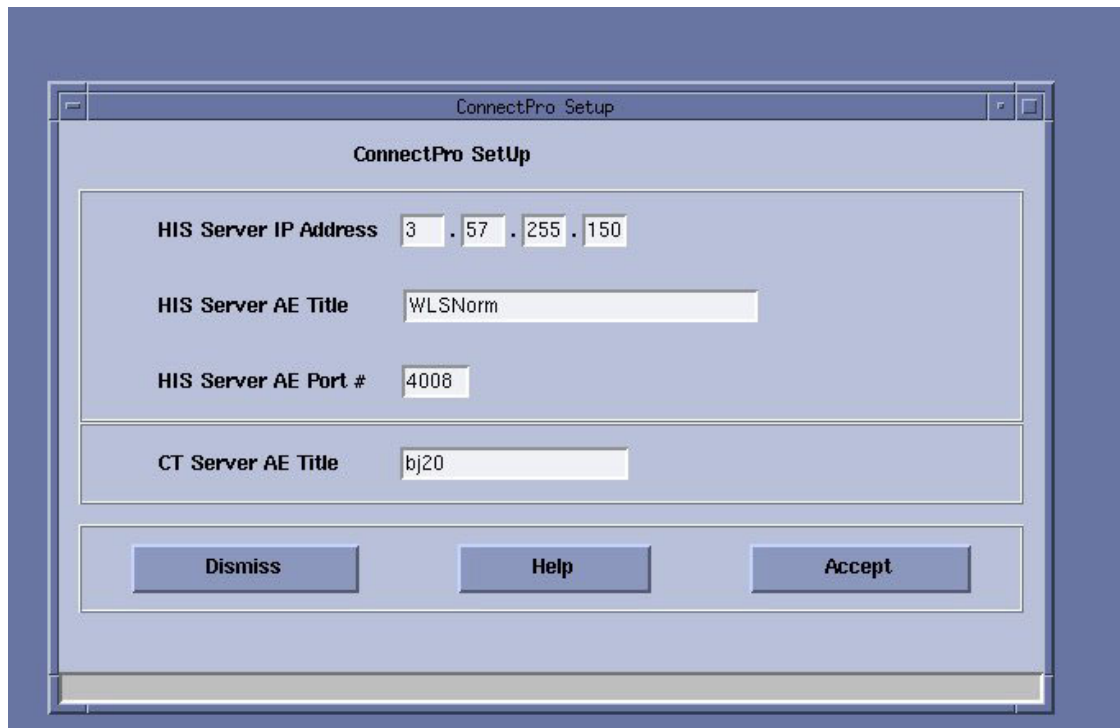 ConnectPro Setup
ConnectPro SetUp
HIS Server IP Address 3 . 57 . 255 . 150
HIS Server AE Title WLSNorm
HIS Server AE Port # 4008
CT Server AE Title bj20
Dismiss Help Accept